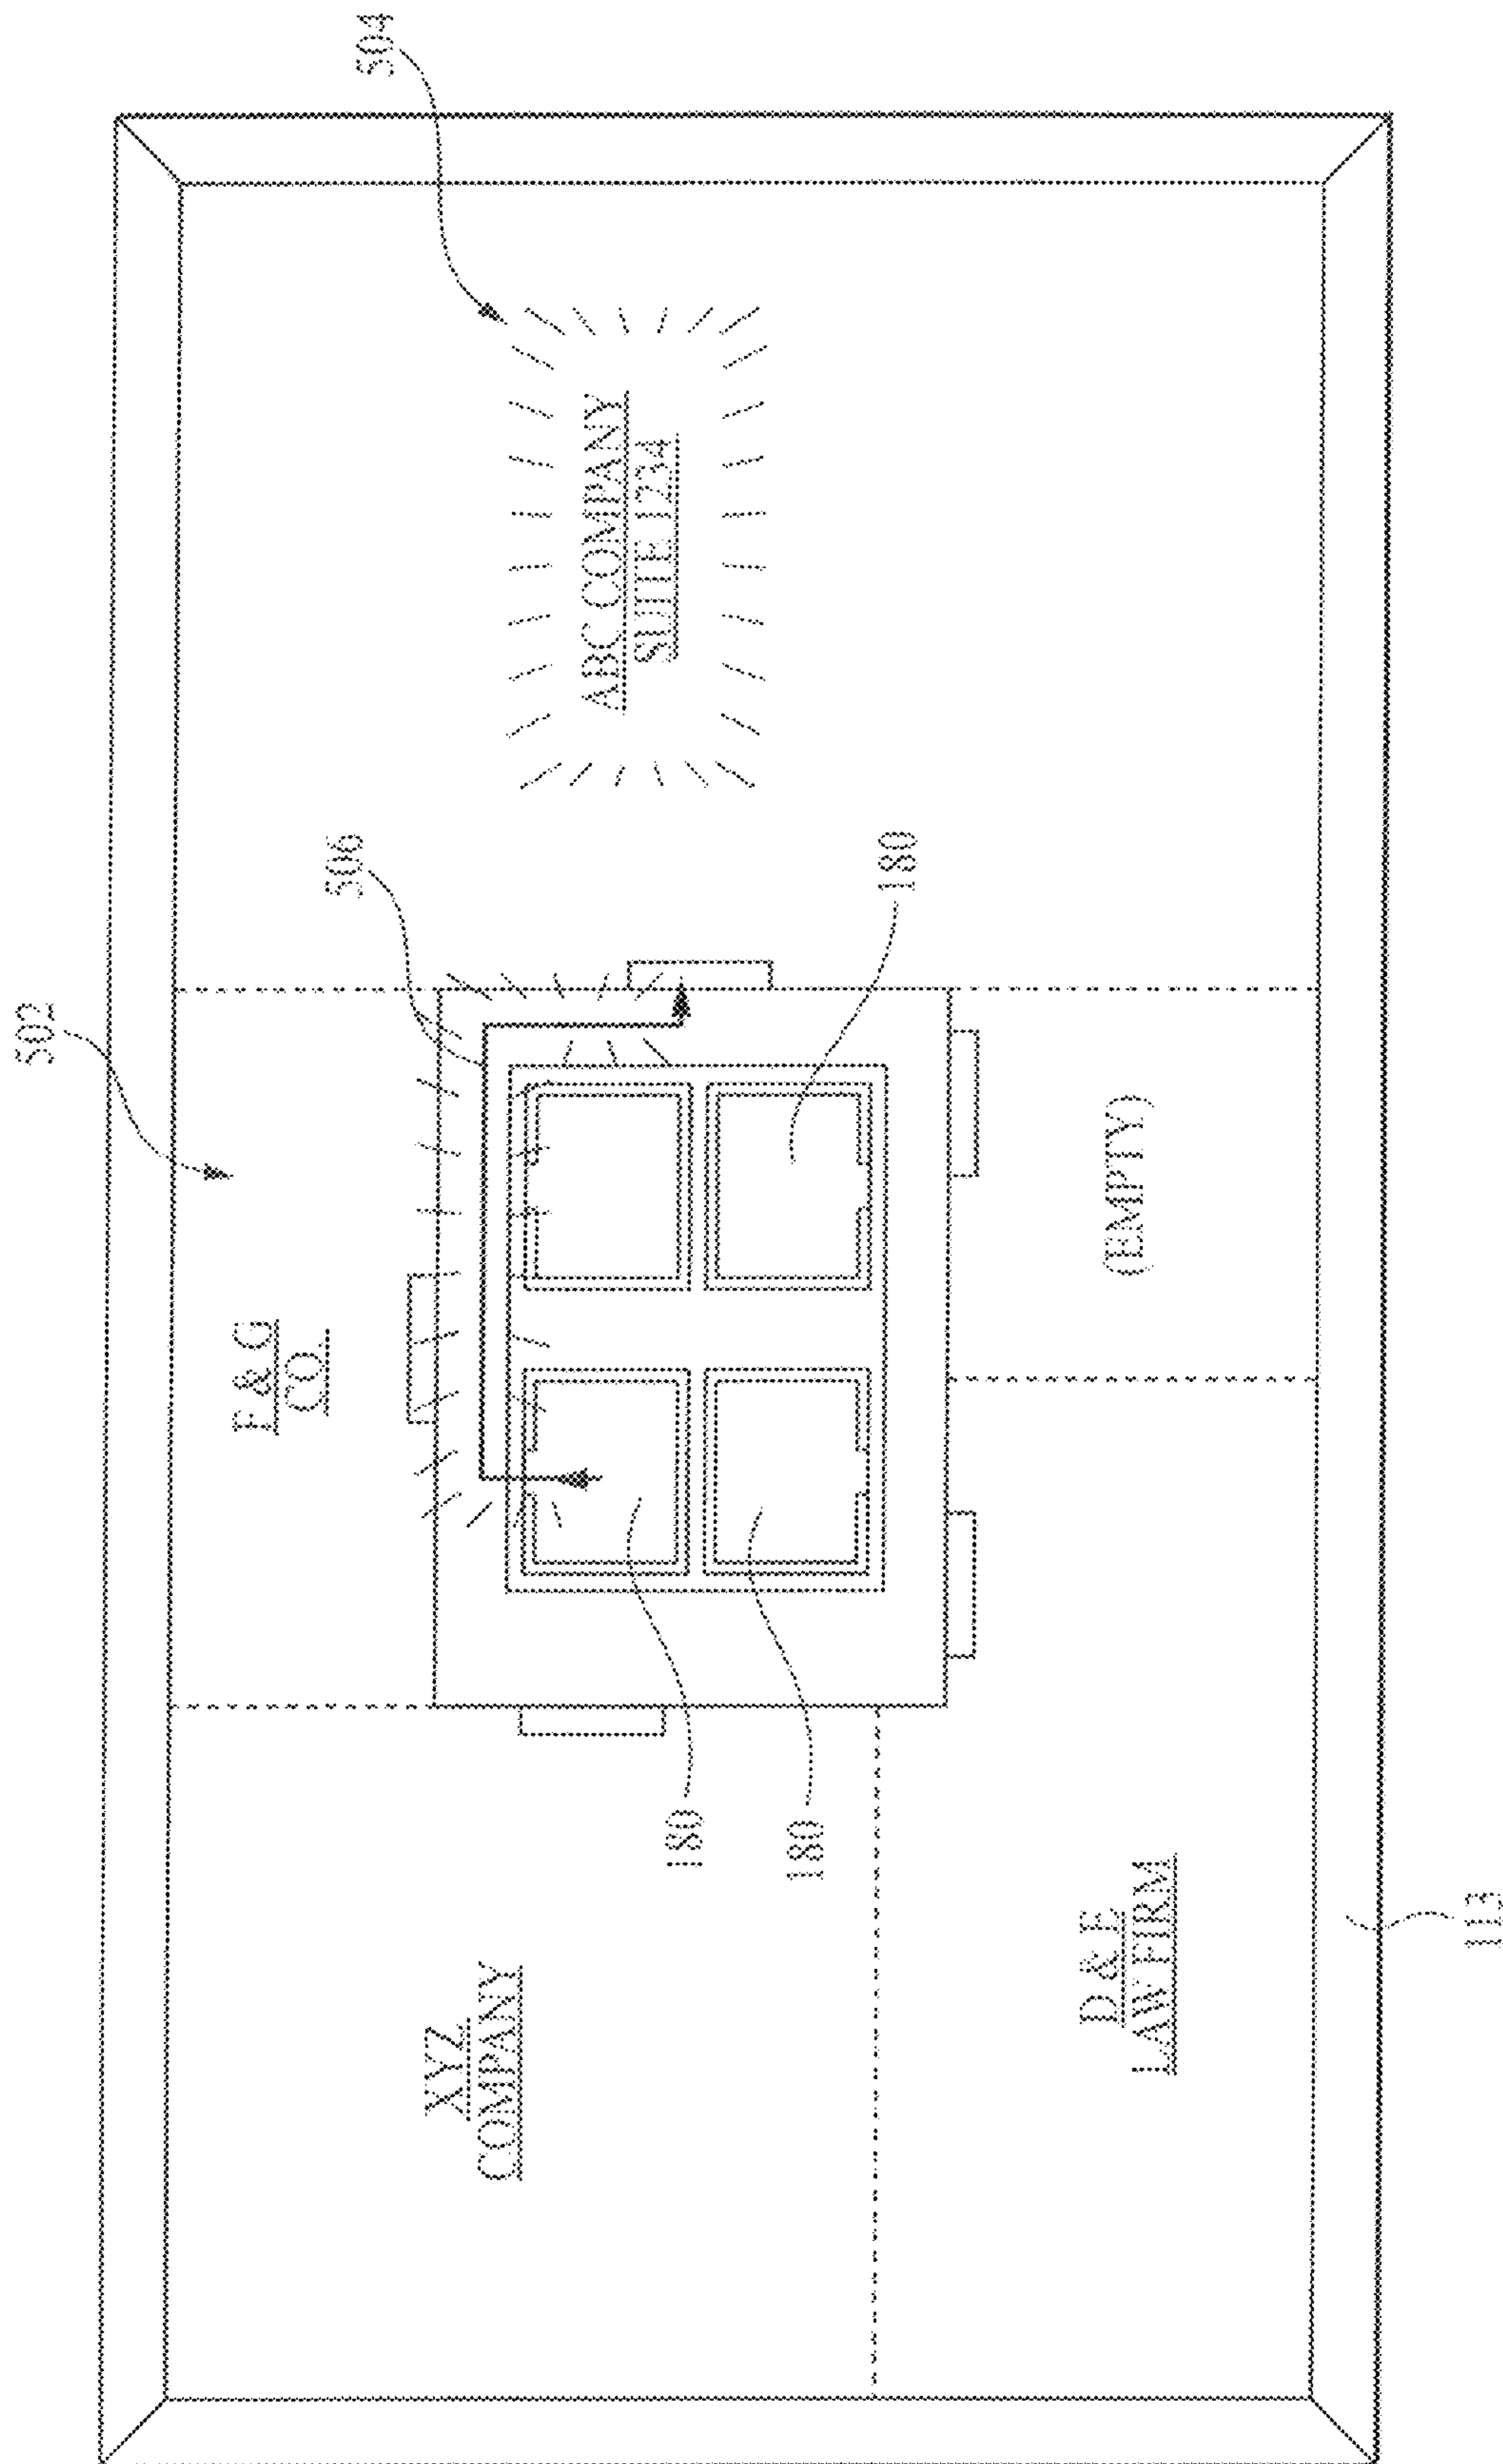 502
F & G
CO.
506
504
XYZ
COMPANY
ABC COMPANY
SUITE 1234
180
180
180
D & E
LAW FIRM
(EMPTY)
113